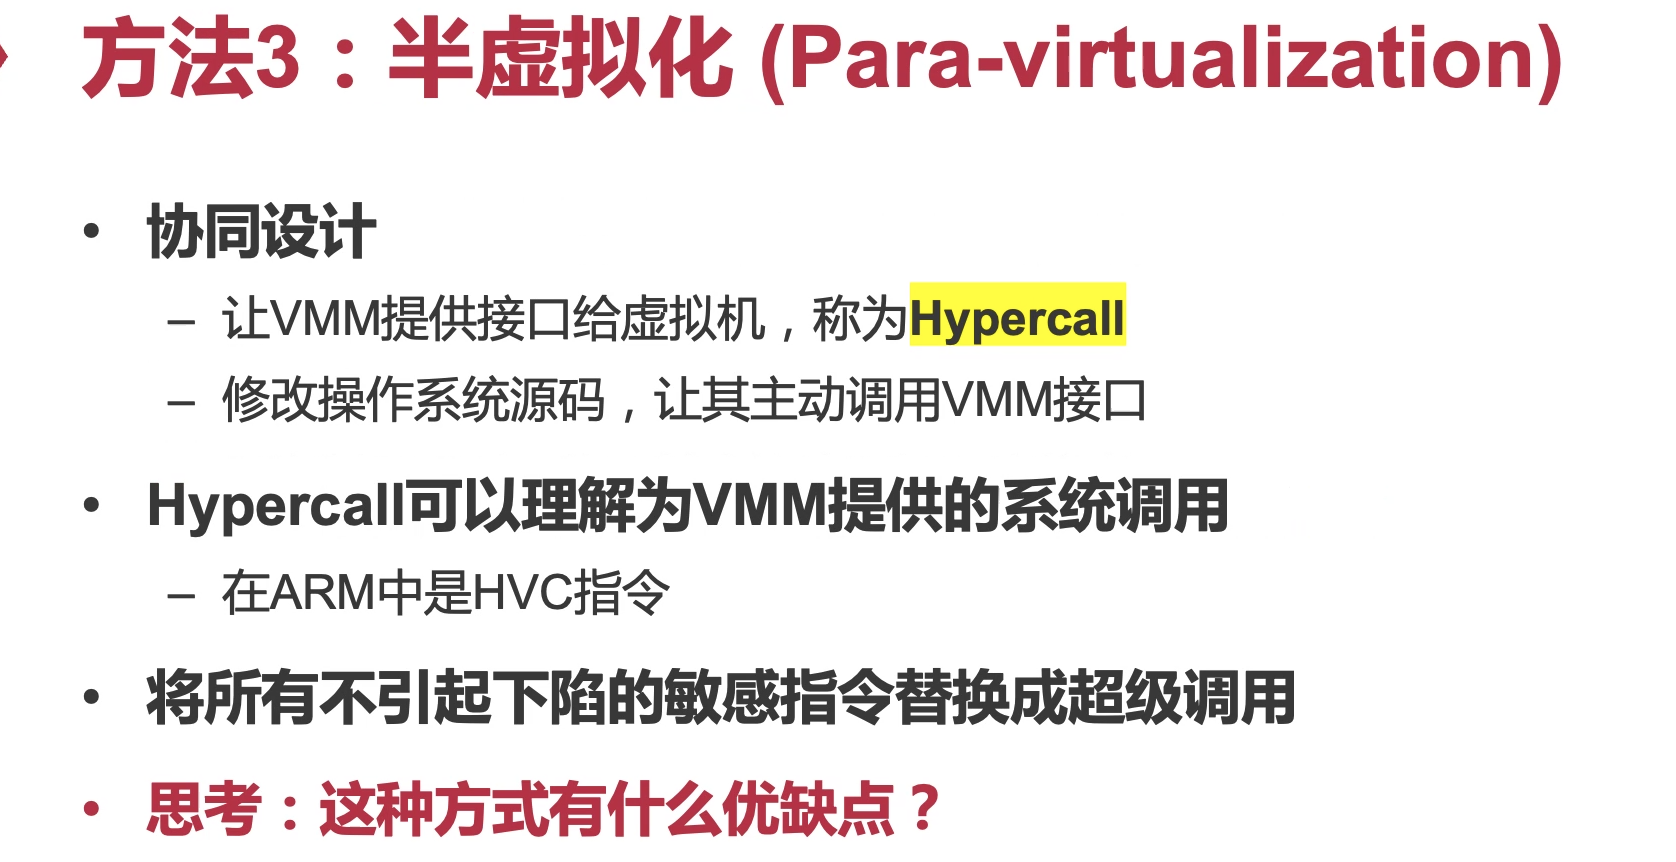 方法3：半虚拟化 (Para-virtualization)
• 协同设计
– 让VMM提供接口给虚拟机，称为Hypercall
– 修改操作系统源码，让其主动调用VMM接口
• Hypercall可以理解为VMM提供的系统调用
– 在ARM中是HVC指令
• 将所有不引起下陷的敏感指令替换成超级调用
• 思考：这种方式有什么优缺点？